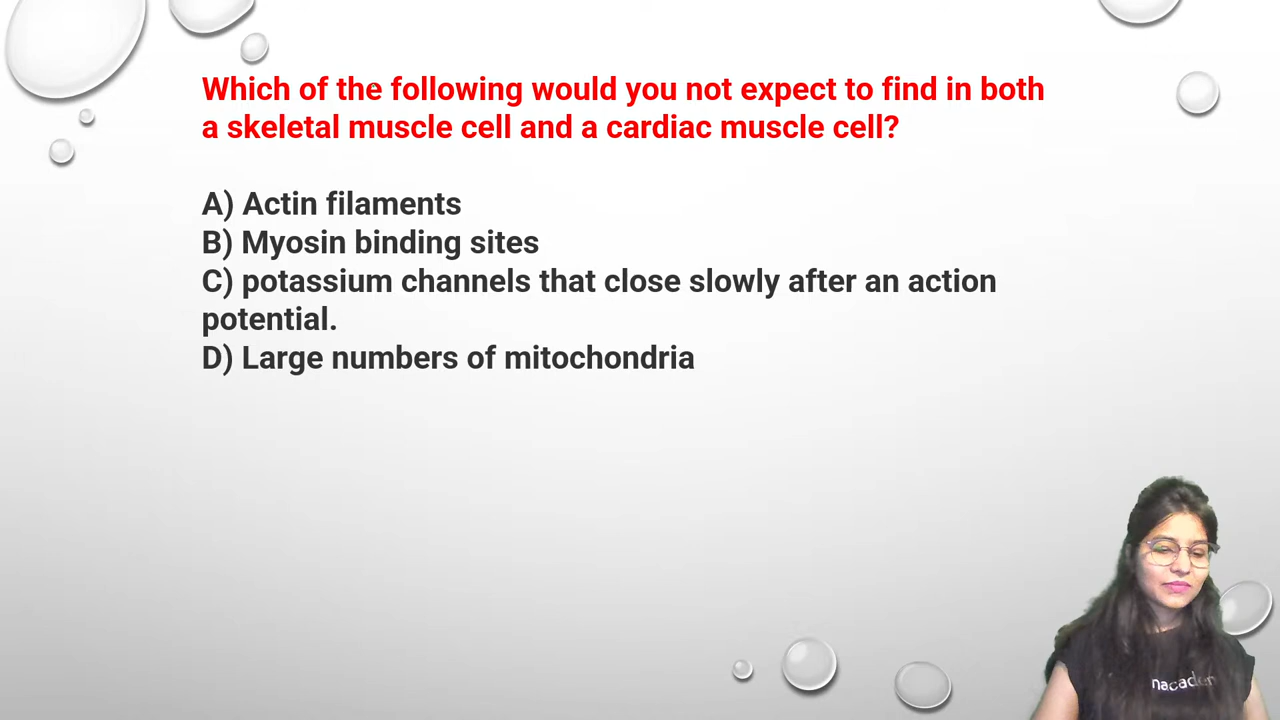 Which of the following would you not expect to find in both
a skeletal muscle cell and a cardiac muscle cell?
A) Actin filaments
B) Myosin binding sites
C) potassium channels that close slowly after an action
potential.
D) Large numbers of mitochondria